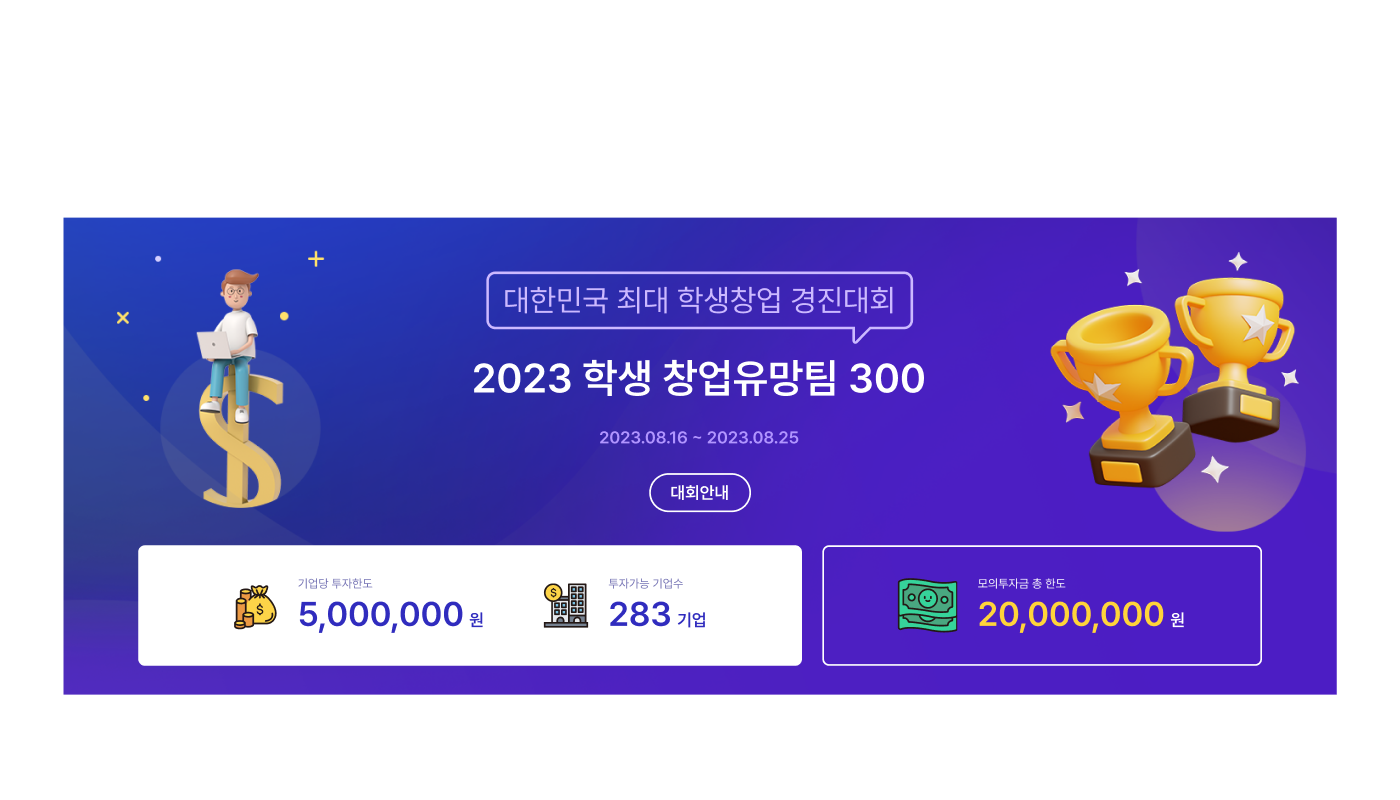 대한민국 최대 학생창업 경진대회
2023 학생 창업유망팀 300
2023.08.16 ~ 2023.08.25
대회안내
기업당 투자한도
5,000,000 원
투자가능 기업수
283 기업
모의투자금 총 한도
20,000,000 원